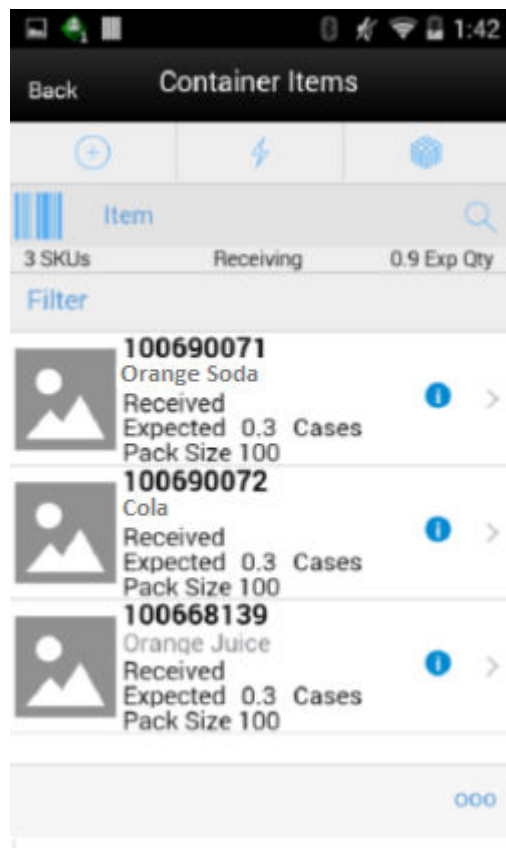 1:42
Back Container Items
Item
3 SKUs Receiving 0.9 Exp Qty
Filter
100690071
Orange Soda
Received
Expected 0.3 Cases
Pack Size 100
100690072
Cola
Received
Expected 0.3 Cases
Pack Size 100
100668139
Orange Juice
Received
Expected 0.3 Cases
Pack Size 100